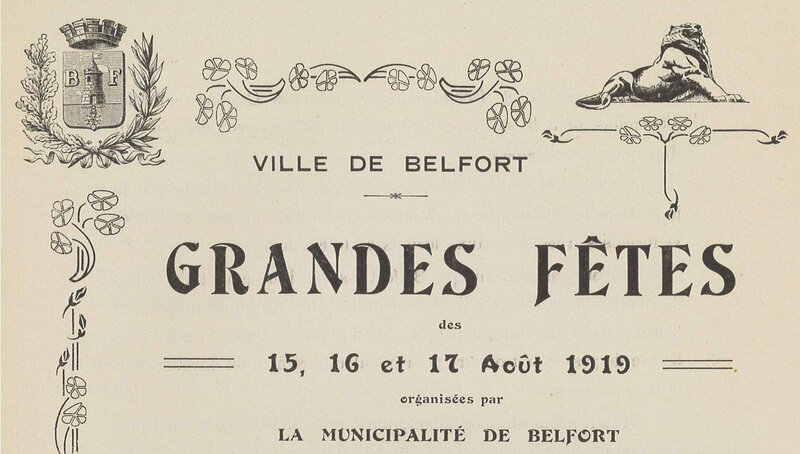 B F
VILLE DE BELFORT
GRANDES FÊTES
des
15, 16 et 17 Août 1919
organisées par
LA MUNICIPALITÉ DE BELFORT